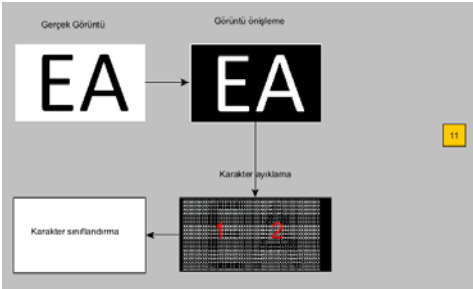 Gerçek Görüntü
Görüntü önişleme
EA
EA
11
Karakter ayıklama
Karakter sınıflandırma
1 2